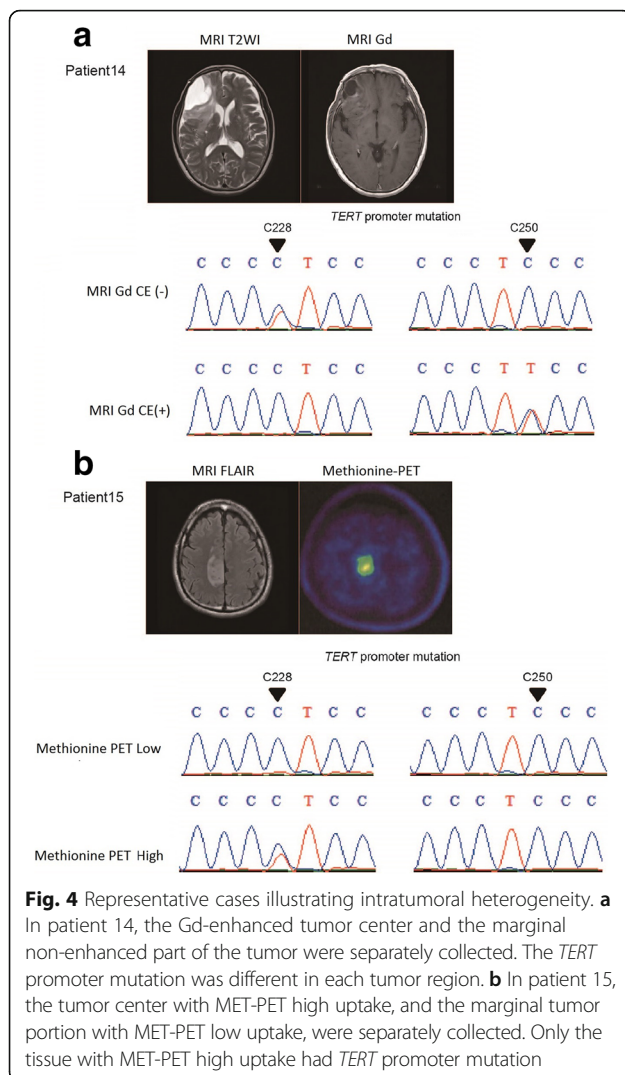 a
MRI T2WI MRI Gd
Patient14
TERT promoter mutation
C228 C250
C C C C T C C C C C T C C C
MRI Gd CE (-)
C C C C T C C C C C T T C C
MRI Gd CE(+)
b
MRI FLAIR Methionine-PET
Patient15
TERT promoter mutation
C228 C250
C C C C T C C C C C T C C C
Methionine PET Low
C C C C T C C C C C T C C C
Methionine PET High
Fig. 4 Representative cases illustrating intratumoral heterogeneity. a
In patient 14, the Gd-enhanced tumor center and the marginal
non-enhanced part of the tumor were separately collected. The TERT
promoter mutation was different in each tumor region. b In patient 15,
the tumor center with MET-PET high uptake, and the marginal tumor
portion with MET-PET low uptake, were separately collected. Only the
tissue with MET-PET high uptake had TERT promoter mutation